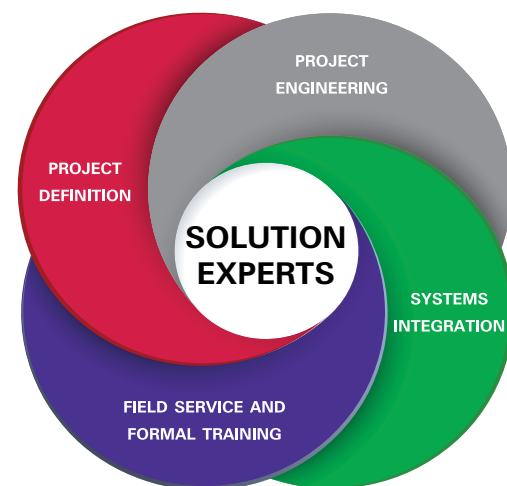 PROJECT
ENGINEERING
PROJECT
DEFINITION
SOLUTION
EXPERTS
SYSTEMS
INTEGRATION
FIELD SERVICE AND
FORMAL TRAINING